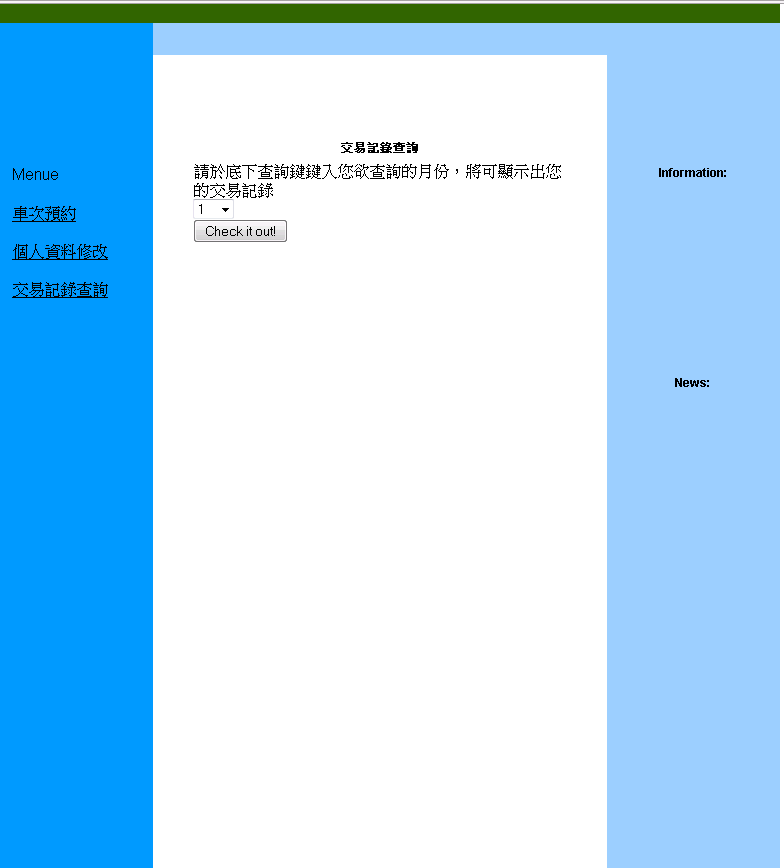 Menue
車次預約
個人資料修改
交易記錄查詢
交易記錄查詢
請於底下查詢鍵鍵入您欲查詢的月份，將可顯示出您
的交易記錄
1
Check it out!
Information:
News: